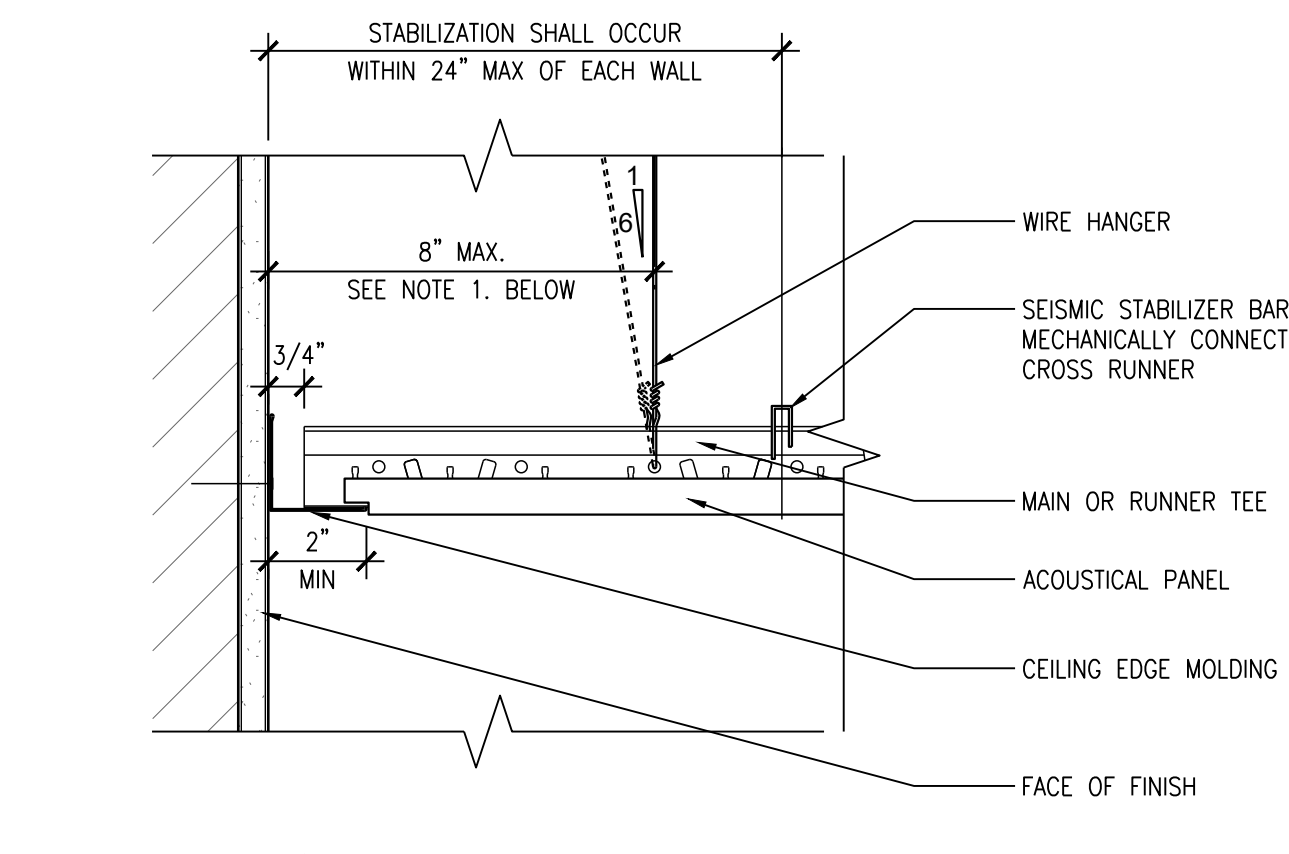 STABILIZATION SHALL OCCUR
WITHIN 24" MAX OF EACH WALL
1
6
8" MAX.
SEE NOTE 1. BELOW
3/4"
2"
MIN
WIRE HANGER
SEISMIC STABILIZER BAR
MECHANICALLY CONNECT
CROSS RUNNER
MAIN OR RUNNER TEE
ACOUSTICAL PANEL
CEILING EDGE MOLDING
FACE OF FINISH